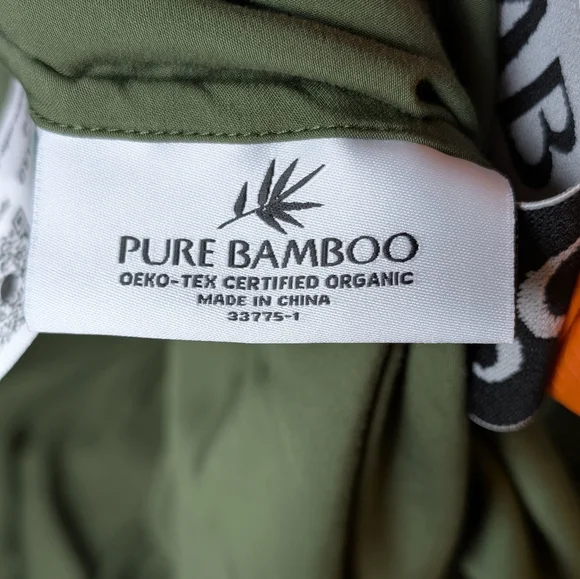 PURE BAMBOO
OEKO-TEX CERTIFIED ORGANIC
MADE IN CHINA
33775-1